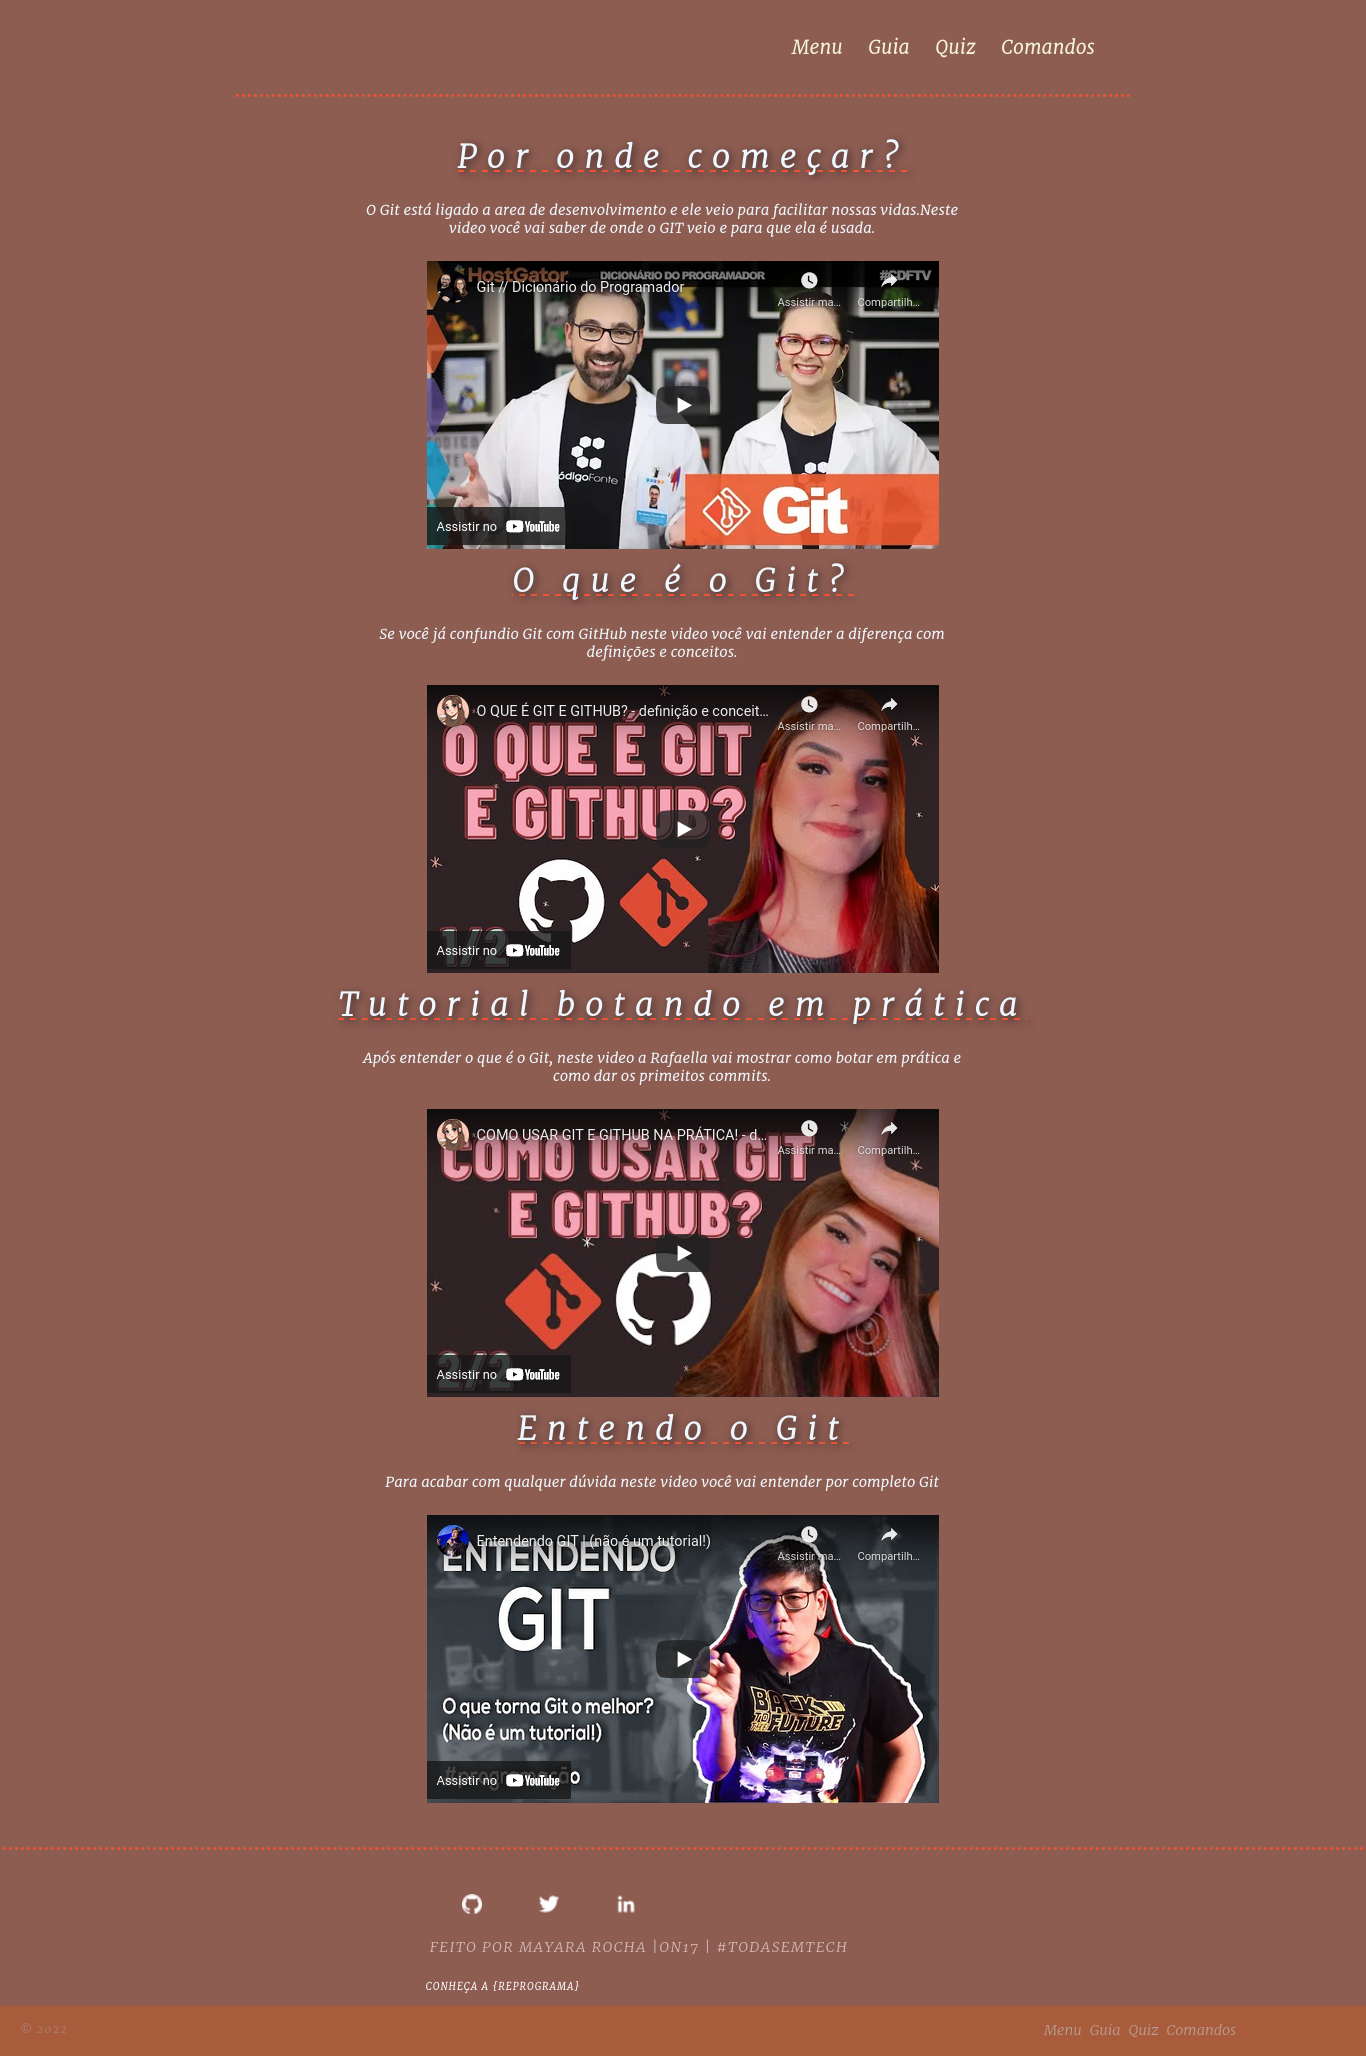 Menu Guia Quiz Comandos
Por onde começar?
O Git está ligado a area de desenvolvimento e ele veio para facilitar nossas vidas.Neste
video você vai saber de onde o GIT veio e para que ela é usada.
HostGator DICIONÁRIO DO PROGRAMADOR #CDFTV
Git // Dicionário do Programador
Assistir ma... Compartilh...
CódigoFonte
Git
Assistir no YouTube
O que é o Git?
Se você já confundio Git com GitHub neste video você vai entender a diferença com
definições e conceitos.
O QUE É GIT E GITHUB? - definição e conceit...
Assistir ma... Compartilh...
O QUE É GIT
E GITHUB?
1/2
Assistir no YouTube
Tutorial botando em prática
Após entender o que é o Git, neste video a Rafaella vai mostrar como botar em prática e
como dar os primeitos commits.
COMO USAR GIT E GITHUB NA PRÁTICA! - d...
Assistir ma... Compartilh...
COMO USAR GIT
E GITHUB?
2/2
Assistir no YouTube
Entendo o Git
Para acabar com qualquer dúvida neste video você vai entender por completo Git
Entendendo GIT | (não é um tutorial!)
Assistir ma... Compartilh...
ENTENDENDO
GIT
BACK
TO THE
FUTURE
O que torna Git o melhor?
(Não é um tutorial!)
#programação
Assistir no YouTube
in
FEITO POR MAYARA ROCHA |ON17 | #TODASEMTECH
CONHEÇA A {REPROGRAMA}
© 2022
Menu Guia Quiz Comandos